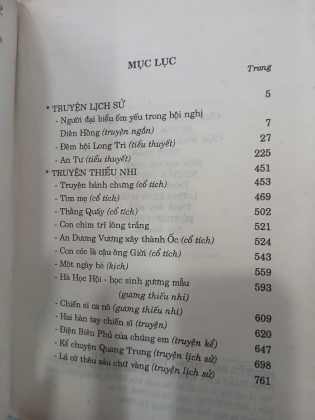 MỤC LỤC
Trang
* TRUYỆN LỊCH SỬ 5
- Người đại biểu ốm yếu trong hội nghị
Diên Hồng (truyện ngắn) 7
- Đêm hội Long Trì (tiểu thuyết) 27
- An Tư (tiểu thuyết) 225
* TRUYỆN THIẾU NHI 451
- Truyện bánh chưng (cổ tích) 453
- Tìm mẹ (cổ tích) 469
- Thằng Quấy (cổ tích) 502
- Con chim trĩ lông trắng 521
- An Dương Vương xây thành Ốc (cổ tích) 524
- Con cóc là cậu ông Giời (cổ tích) 543
- Một ngày hè (kịch) 559
- Hà Học Hội - học sinh gương mẫu 593
(gương thiếu nhi)
- Chiến sĩ ca nô (gương thiếu nhi) 609
- Hai bàn tay chiến sĩ (truyện) 620
- Điện Biên Phủ của chúng em (truyện kể) 647
- Kể chuyện Quang Trung (truyện lịch sử) 698
- Lá cờ thêu sáu chữ vàng (truyện lịch sử) 761